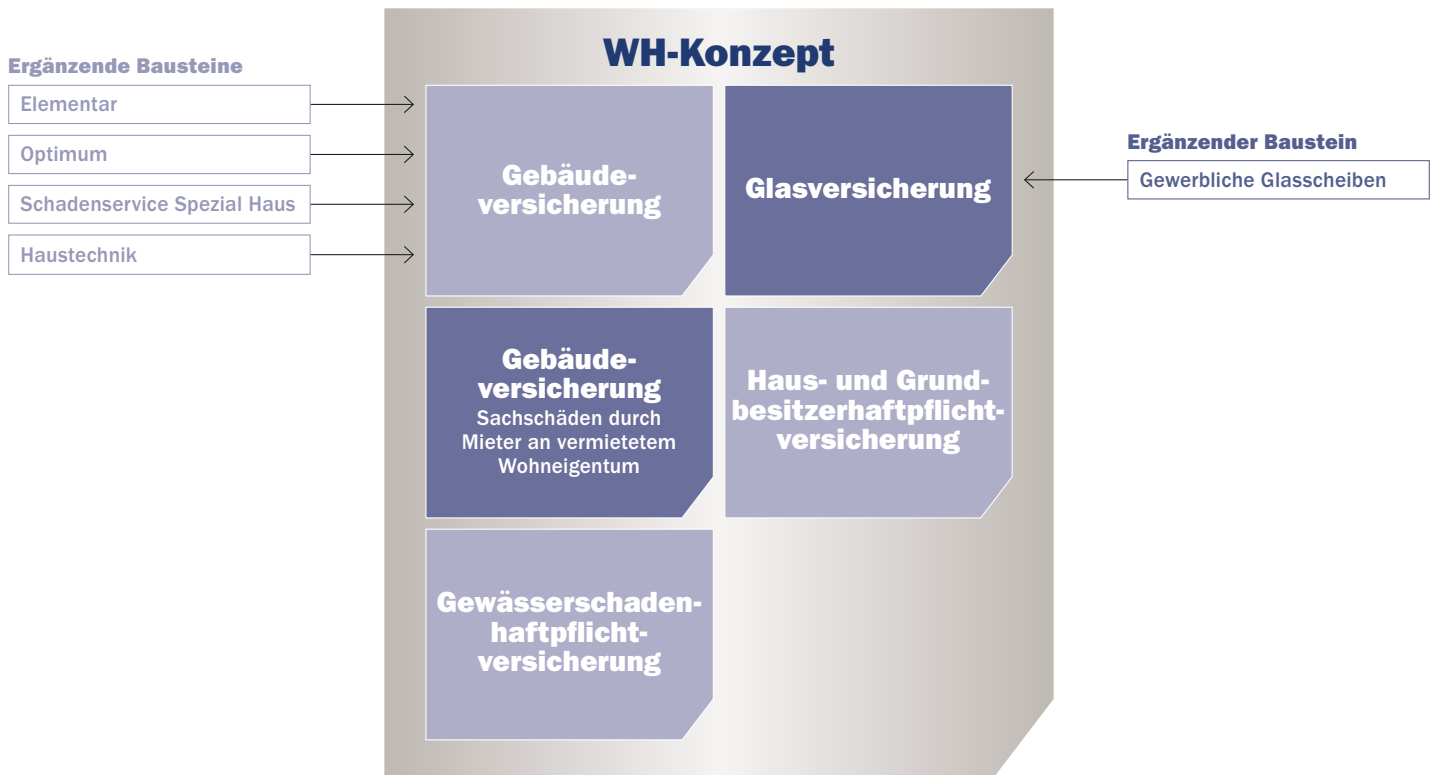 WH-Konzept
Ergänzende Bausteine
Elementar
Optimum
Schadenservice Spezial Haus
Haustechnik
Gebäude-
versicherung
Glasversicherung
Ergänzender Baustein
Gewerbliche Glasscheiben
Gebäude-
versicherung
Sachschäden durch
Mieter an vermietetem
Wohneigentum
Haus- und Grund-
besitzerhaftpflicht-
versicherung
Gewässerschaden-
haftpflicht-
versicherung